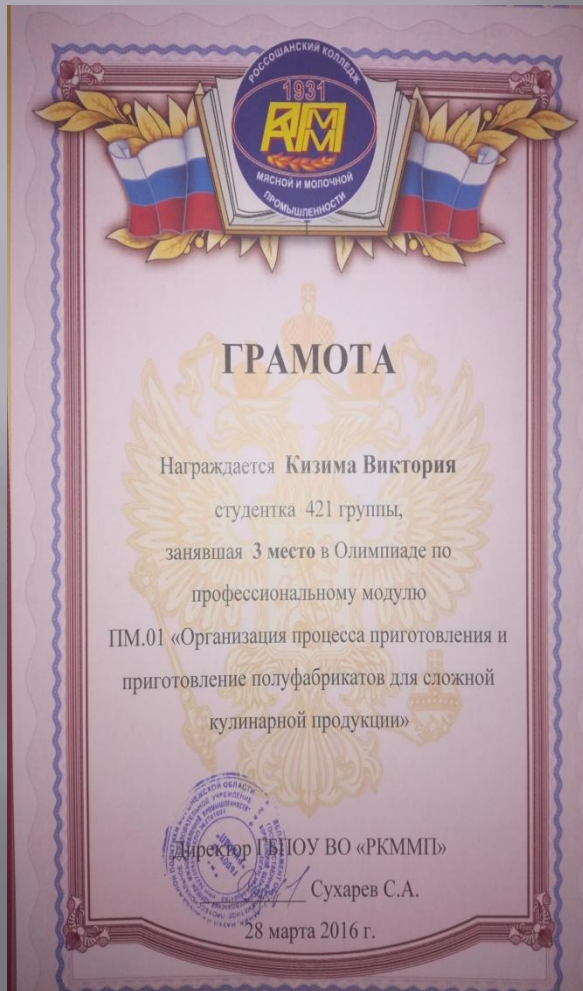 РОССОШАНСКИЙ КОЛЛЕДЖ
1931
РКММП
МЯСНОЙ И МОЛОЧНОЙ
ПРОМЫШЛЕННОСТИ
ГРАМОТА
Награждается Кизима Виктория
студентка 421 группы,
занявшая 3 место в Олимпиаде по
профессиональному модулю
ПМ.01 «Организация процесса приготовления и
приготовление полуфабрикатов для сложной
кулинарной продукции»
Директор ГБПОУ ВО «РКММП»
Сухарев С.А.
28 марта 2016 г.